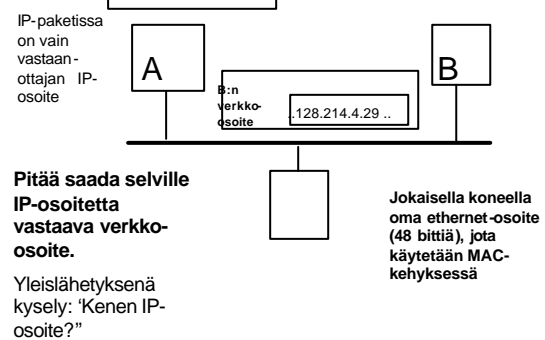 IP-paketissa
on vain
vastaan-
ottajan IP-
osoite
A
B
B:n
verkko-
osoite
..128.214.4.29 ..
Pitää saada selville
IP-osoitetta
vastaava verkko-
osoite.
Yleislähetyksenä
kysely: ‘Kenen IP-
osoite?”
Jokaisella koneella
oma ethernet-osoite
(48 bittiä), jota
käytetään MAC-
kehyksessä